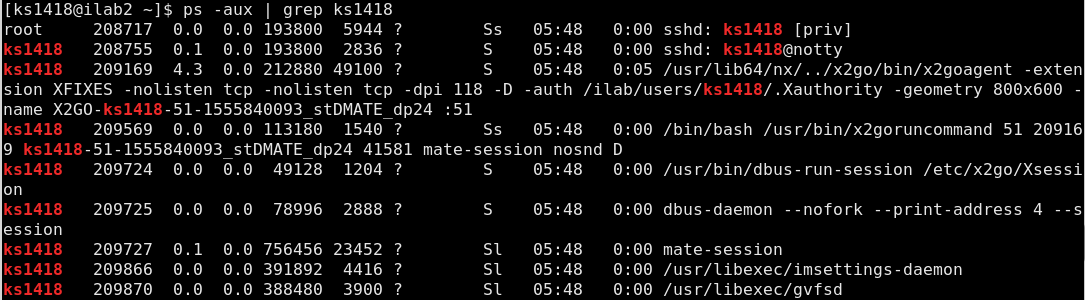 [ks1418@ilab2 ~]$ ps -aux | grep ks1418
root     208717  0.0  0.0 193800  5944 ?        Ss   05:48   0:00 sshd: ks1418 [priv]
ks1418   208755  0.1  0.0 193800  2836 ?        S    05:48   0:00 sshd: ks1418@notty
ks1418   209169  4.3  0.0 212880 49100 ?        S    05:48   0:05 /usr/lib64/nx/../x2go/bin/x2goagent -exten
sion XFIXES -nolisten tcp -nolisten tcp -dpi 118 -D -auth /ilab/users/ks1418/.Xauthority -geometry 800x600 -
name X2GO-ks1418-51-1555840093_stDMATE_dp24 :51
ks1418   209569  0.0  0.0 113180  1540 ?        Ss   05:48   0:00 /bin/bash /usr/bin/x2goruncommand 51 20916
9 ks1418-51-1555840093_stDMATE_dp24 41581 mate-session nosnd D
ks1418   209724  0.0  0.0  49128  1204 ?        S    05:48   0:00 /usr/bin/dbus-run-session /etc/x2go/Xsessi
on
ks1418   209725  0.0  0.0  78996  2888 ?        S    05:48   0:00 dbus-daemon --nofork --print-address 4 --s
ession
ks1418   209727  0.1  0.0 756456 23452 ?        Sl   05:48   0:00 mate-session
ks1418   209866  0.0  0.0 391892  4416 ?        Sl   05:48   0:00 /usr/libexec/imsettings-daemon
ks1418   209870  0.0  0.0 388480  3900 ?        Sl   05:48   0:00 /usr/libexec/gvfsd